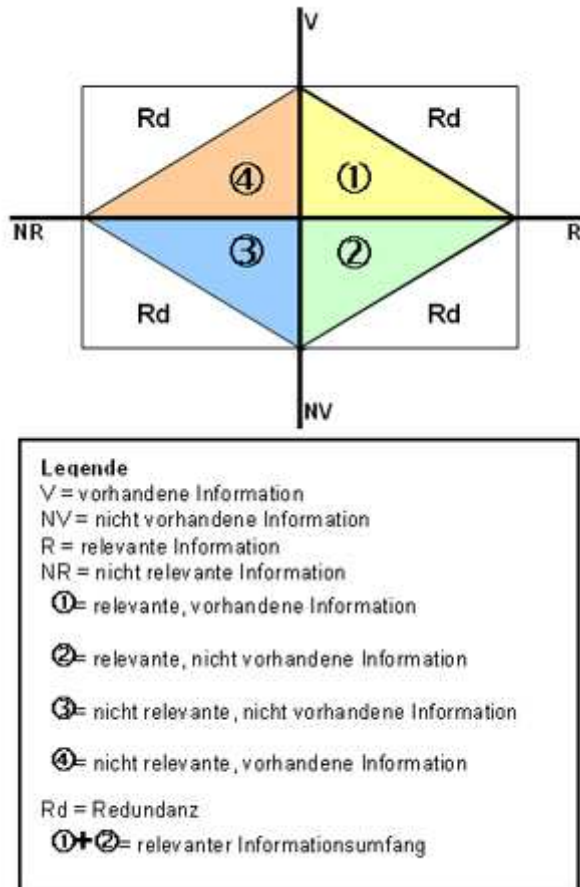 V
Rd Rd
④ ①
NR R
③ ②
Rd Rd
NV
Legende
V = vorhandene Information
NV = nicht vorhandene Information
R = relevante Information
NR = nicht relevante Information
①= relevante, vorhandene Information
②= relevante, nicht vorhandene Information
③= nicht relevante, nicht vorhandene Information
④= nicht relevante, vorhandene Information
Rd = Redundanz
①+②= relevanter Informationsumfang